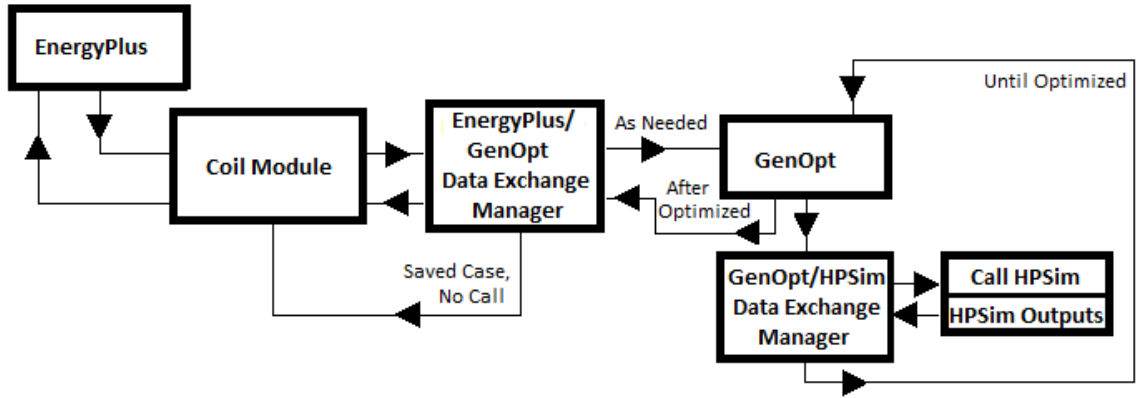 EnergyPlus
Until Optimized
EnergyPlus/
GenOpt
Data Exchange
Manager
As Needed
Coil Module
GenOpt
After
Optimized
Saved Case,
No Call
GenOpt/HPSim
Data Exchange
Manager
Call HPSim
HPSim Outputs